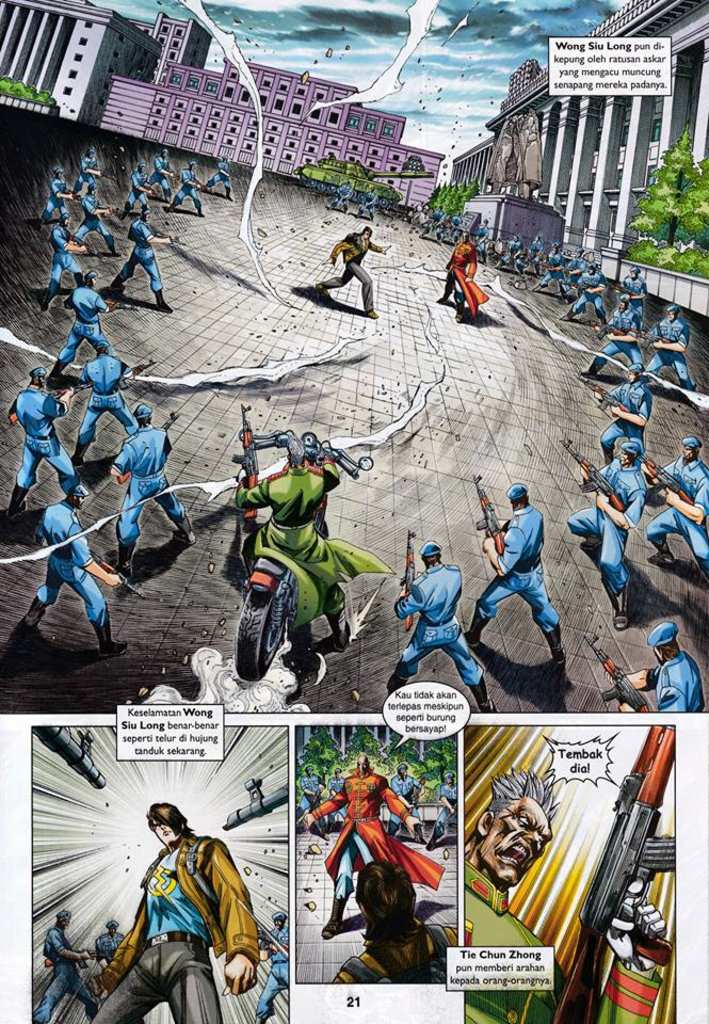 Wong Siu Long pun di-
kepung oleh ratusan askar
yang mengacu muncung
senapang mereka padanya.
Keselamatan Wong
Siu Long benar-benar
seperti telur di hujung
tanduk sekarang.
Kau tidak akan
terlepas meskipun
seperti burung
bersayap!
Tembak
dia!
Tie Chun Zhong
pun memberi arahan
kepada orang-orangnya.
21